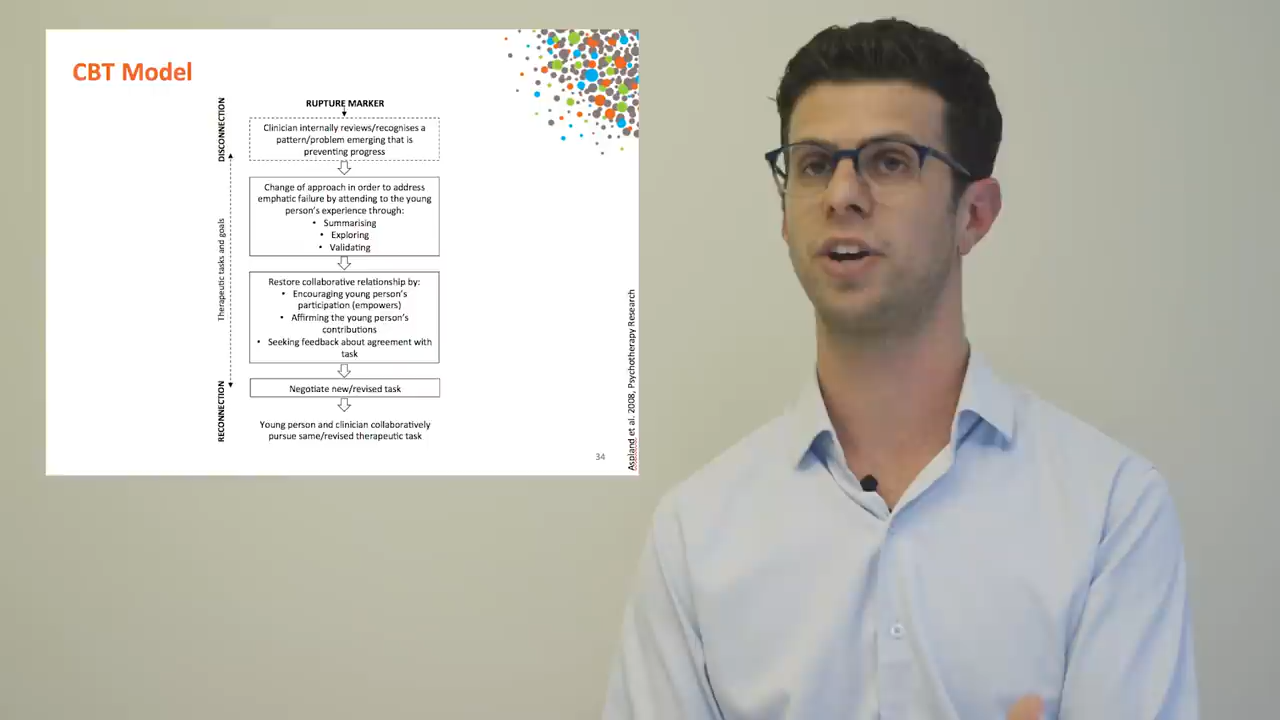 CBT Model
RUPTURE MARKER
DISCONNECTION
Clinician internally reviews/recognises a
pattern/problem emerging that is
preventing progress
Change of approach in order to address
emphatic failure by attending to the young
person's experience through:
• Summarising
• Exploring
• Validating
Therapeutic tasks and goals
Restore collaborative relationship by:
• Encouraging young person's
participation (empowers)
• Affirming the young person's
contributions
• Seeking feedback about agreement with
task
Negotiate new/revised task
RECONNECTION
Young person and clinician collaboratively
pursue same/revised therapeutic task
34
Aspland et al. 2008, Psychotherapy Research